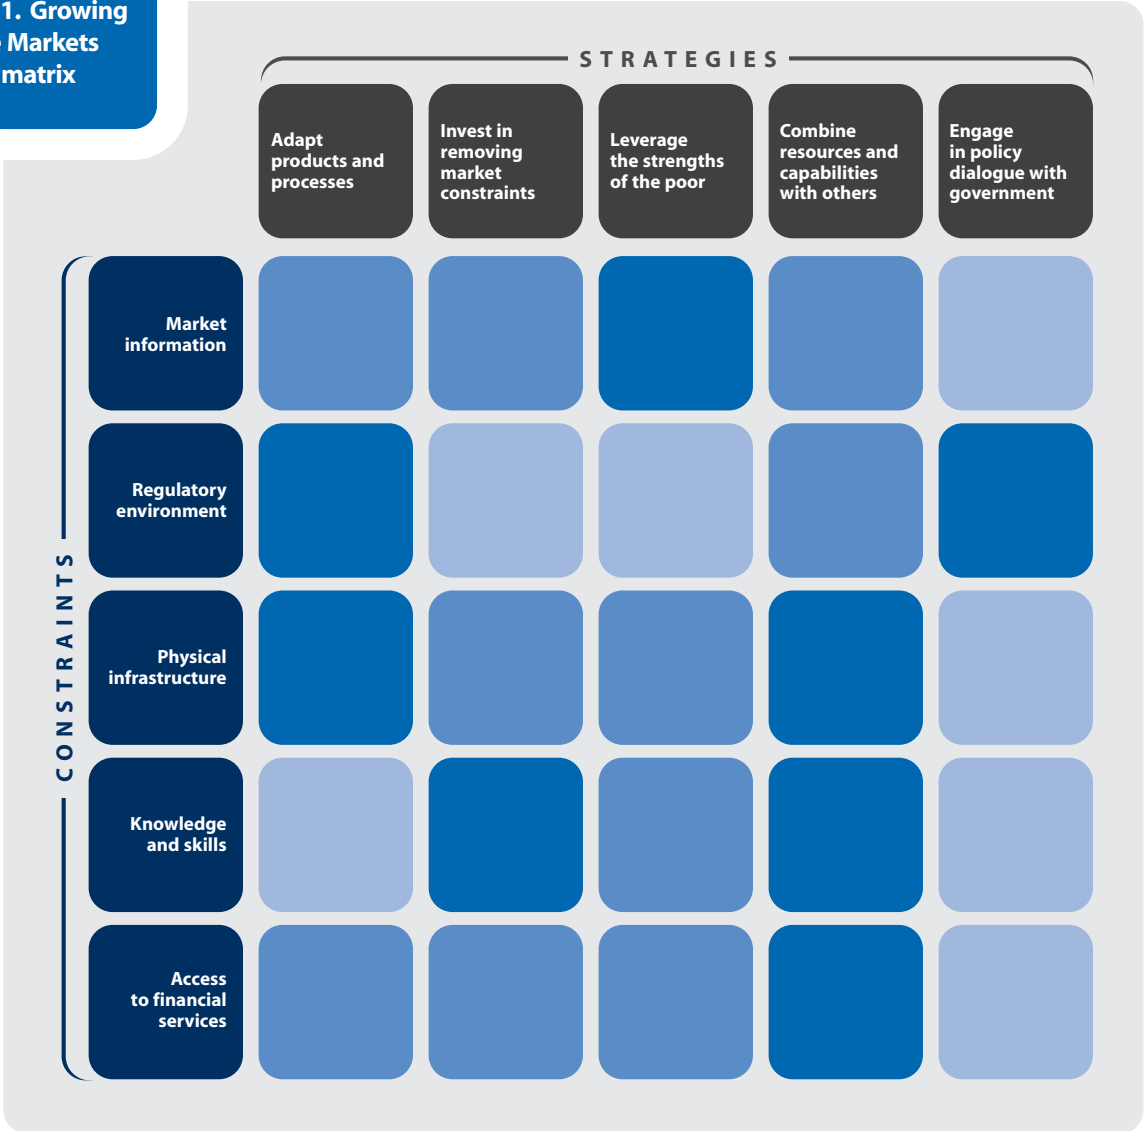 1. Growing
Markets
matrix
STRATEGIES
Adapt
products and
processes
Invest in
removing
market
constraints
Leverage
the strengths
of the poor
Combine
resources and
capabilities
with others
Engage
in policy
dialogue with
government
CONSTRAINTS
Market
information
Regulatory
environment
Physical
infrastructure
Knowledge
and skills
Access
to financial
services